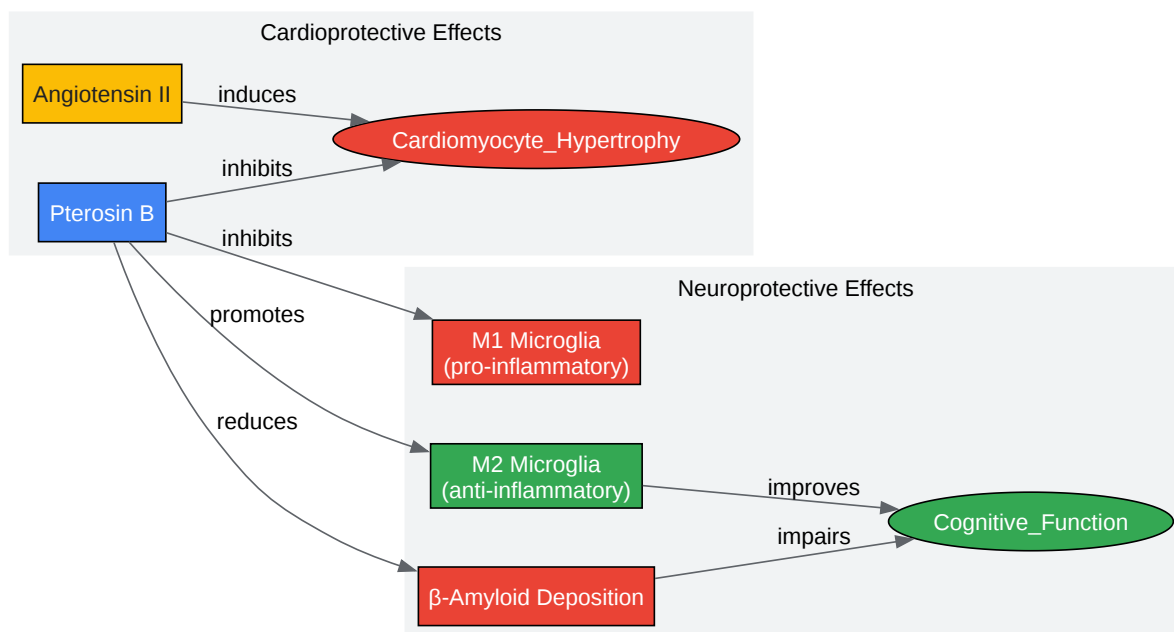 Cardioprotective Effects
Angiotensin II
induces
Cardiomyocyte_Hypertrophy
inhibits
Pterosin B
inhibits
Neuroprotective Effects
promotes
M1 Microglia
(pro-inflammatory)
reduces
M2 Microglia
(anti-inflammatory)
improves
Cognitive_Function
impairs
β-Amyloid Deposition